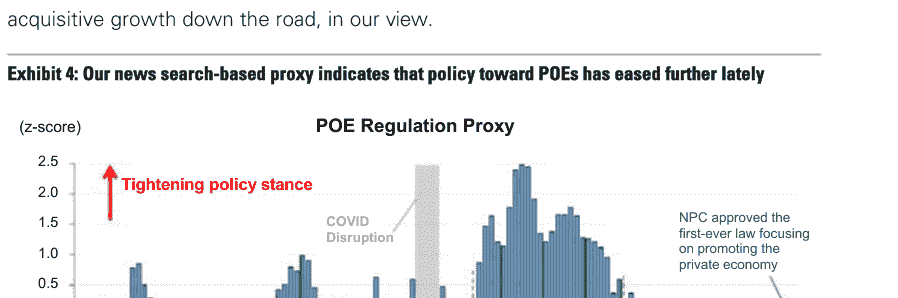 acquisitive growth down the road, in our view.
Exhibit 4: Our news search-based proxy indicates that policy toward POEs has eased further lately
(z-score)
POE Regulation Proxy
2.5
Tightening policy stance
2.0
1.5
COVID
Disruption
NPC approved the
first-ever law focusing
on promoting the
private economy
1.0
0.5